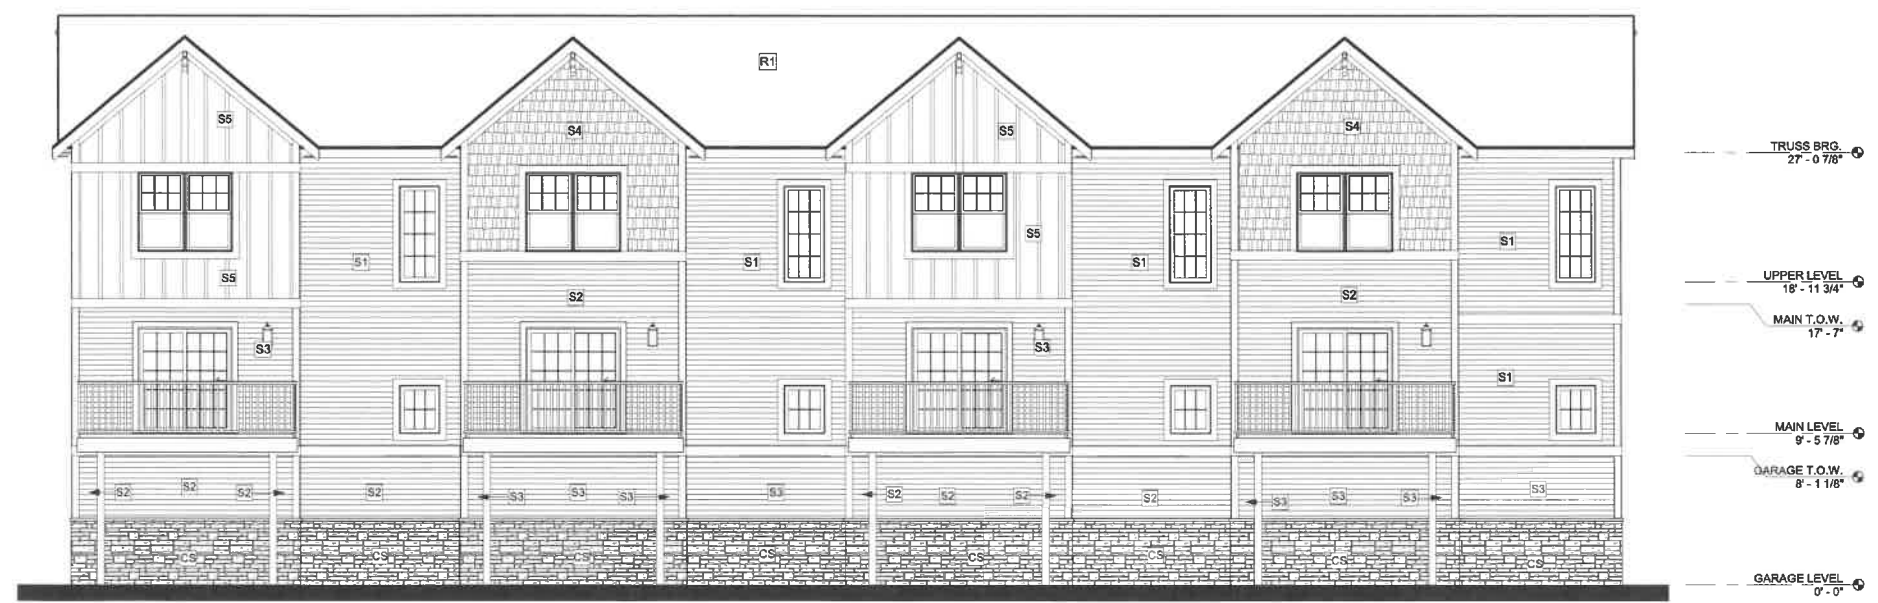 R1
S5
S4
S5
S4
TRUSS BRG.
27' - 0 7/8"
S5
S1
S1
S5
S1
S1
S5
S2
S2
UPPER LEVEL
18' - 11 3/4"
MAIN T.O.W.
17' - 7"
S3
S3
S1
MAIN LEVEL
9' - 5 7/8"
GARAGE T.O.W.
8' - 1 1/8"
S2 S2 S2 S2 S3 S3 S3 S3 S2 S2 S2 S2 S3 S3 S3 S3
CS CS CS CS CS CS CS CS
GARAGE LEVEL
0' - 0"